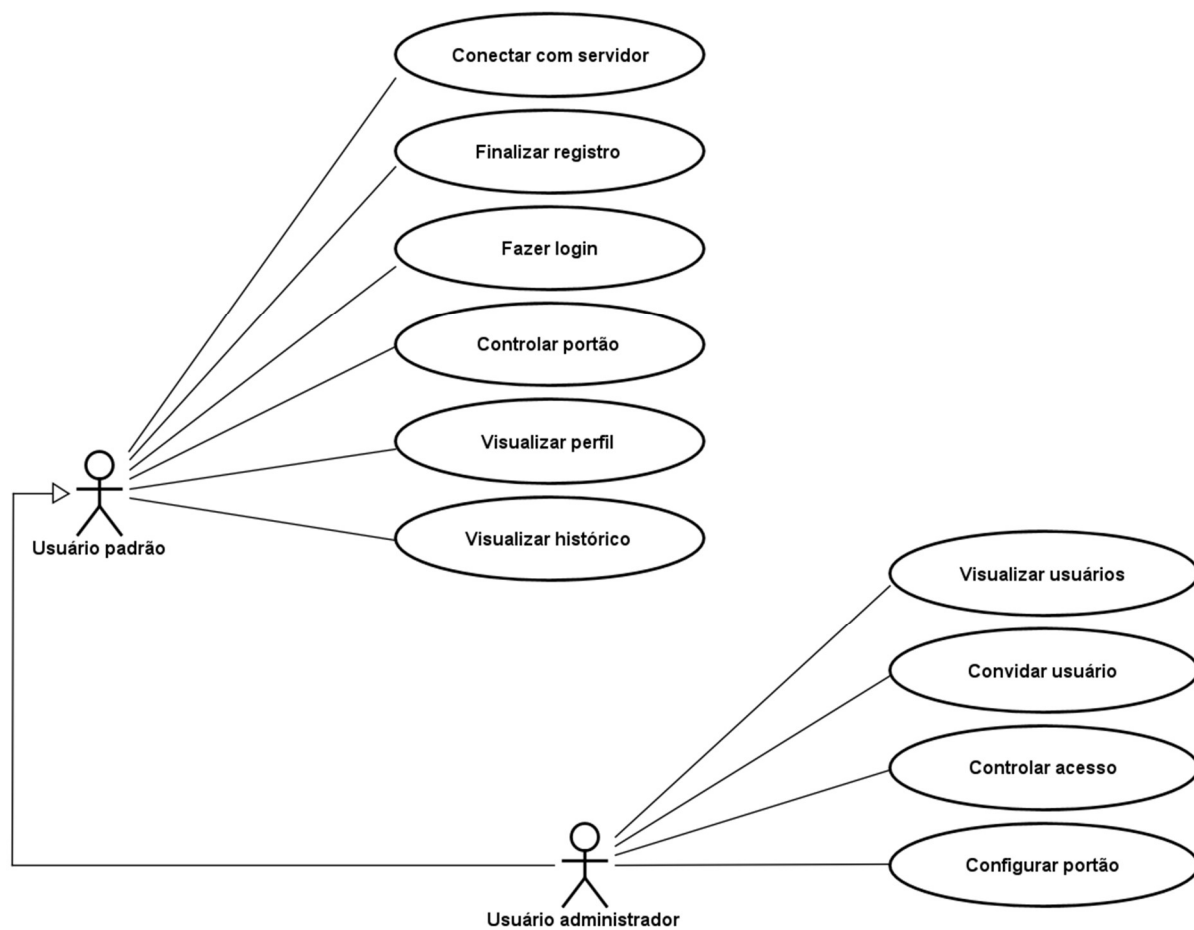 Conectar com servidor
Finalizar registro
Fazer login
Controlar portão
Visualizar perfil
Visualizar histórico
Usuário padrão
Visualizar usuários
Convidar usuário
Controlar acesso
Configurar portão
Usuário administrador